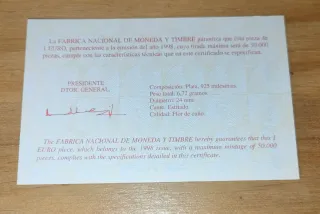 La FABRICA NACIONAL DE MONEDA Y TIMBRE garantiza que esta pieza de
1 EURO, perteneciente a la emisión del año 1998, cuya tirada máxima será de 30.000
piezas, cumple con las características técnicas que en este certificado se especifican.
PRESIDENTE
DTOR. GENERAL
Composición: Plata, 925 milésimas.
Peso total: 6,77 gramos
Diámetro: 24 mm
Canto: Estriado.
Calidad: Flor de cuño.
The FABRICA NACIONAL DE MONEDA Y TIMBRE hereby guarantees that this 1
EURO piece, which belongs to the 1998 issue, with a maximum mintage of 30,000
pieces, complies with the specifications detailed in this certificate.